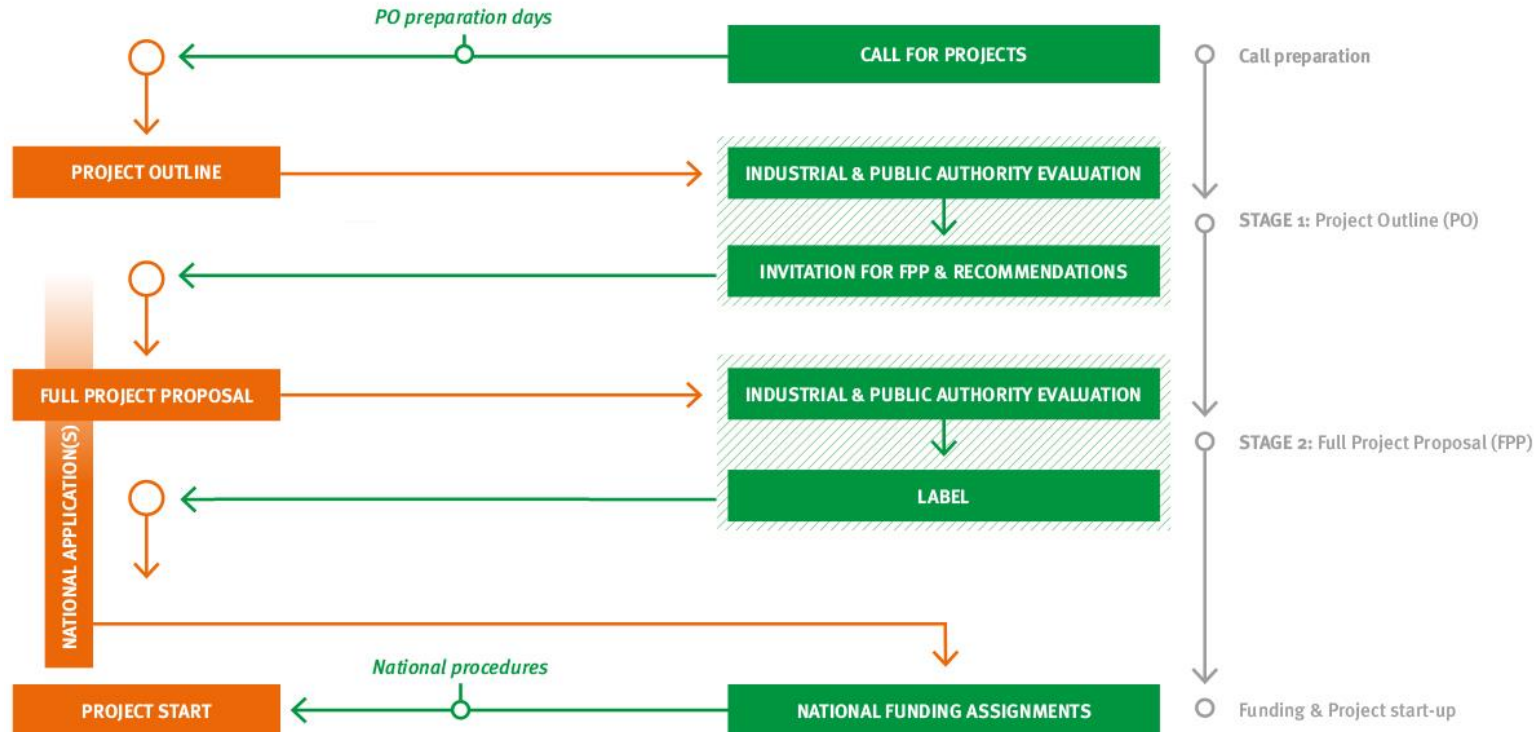 PO preparation days
CALL FOR PROJECTS
Call preparation
PROJECT OUTLINE
INDUSTRIAL & PUBLIC AUTHORITY EVALUATION
STAGE 1: Project Outline (PO)
INVITATION FOR FPP & RECOMMENDATIONS
FULL PROJECT PROPOSAL
INDUSTRIAL & PUBLIC AUTHORITY EVALUATION
STAGE 2: Full Project Proposal (FPP)
LABEL
NATIONAL APPLICATION(S)
National procedures
PROJECT START
NATIONAL FUNDING ASSIGNMENTS
Funding & Project start-up